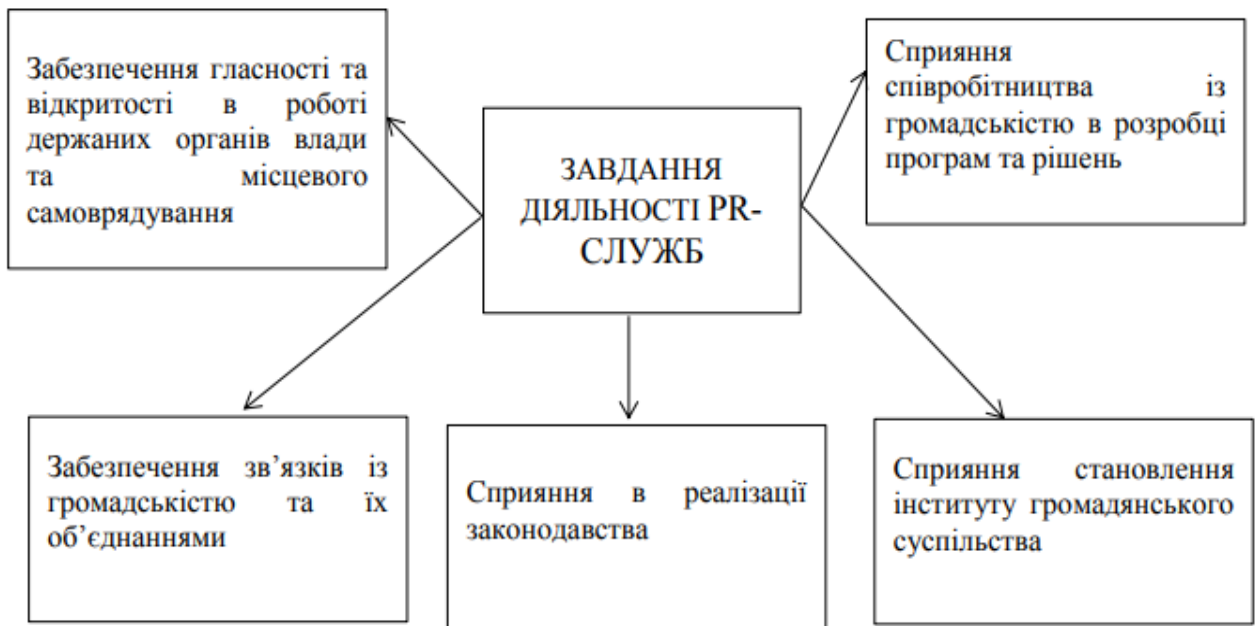 Забезпечення гласності та
відкритості в роботі
держаних органів влади
та місцевого
самоврядування
ЗАВДАННЯ
ДІЯЛЬНОСТІ PR-
СЛУЖБ
Сприяння
співробітництва із
громадськістю в розробці
програм та рішень
Забезпечення зв’язків із
громадськістю та їх
об’єднаннями
Сприяння в реалізації
законодавства
Сприяння становлення
інституту громадянського
суспільства